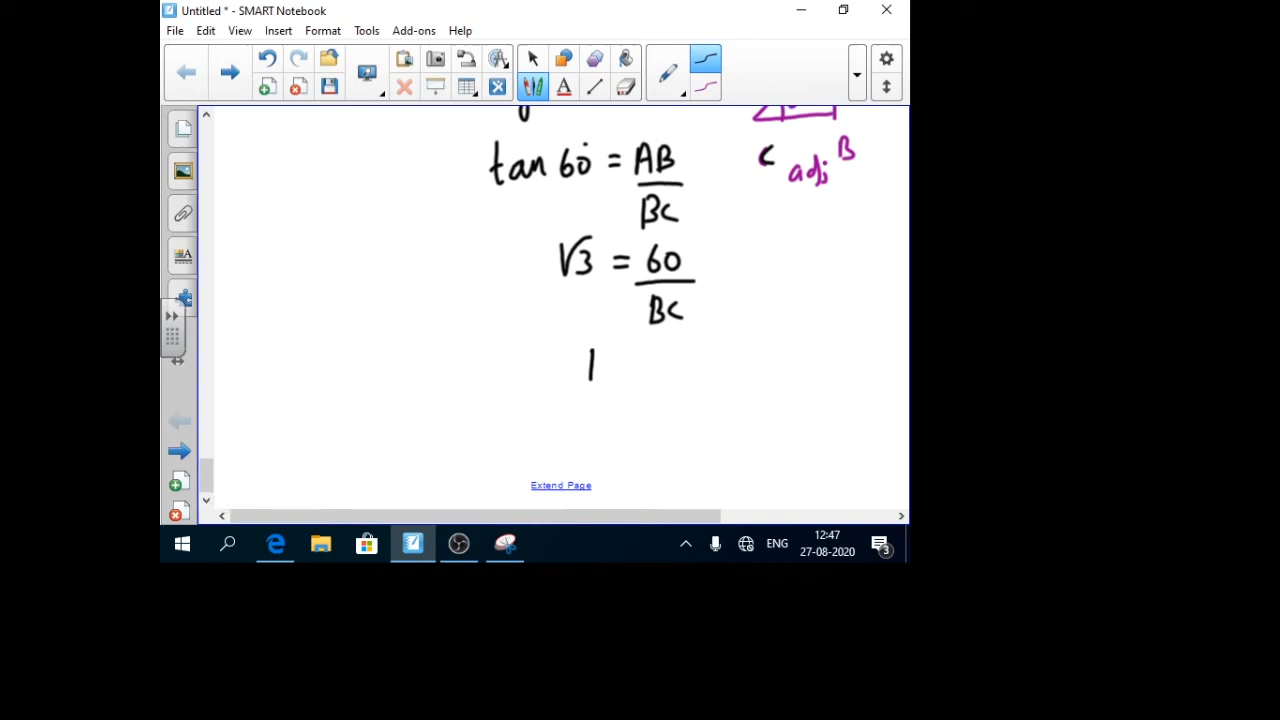 Untitled * - SMART Notebook
File Edit View Insert Format Tools Add-ons Help
tan 60° = AB
BC
C adj B
√3 = 60
BC
Extend Page
ENG
12:47
27-08-2020
3